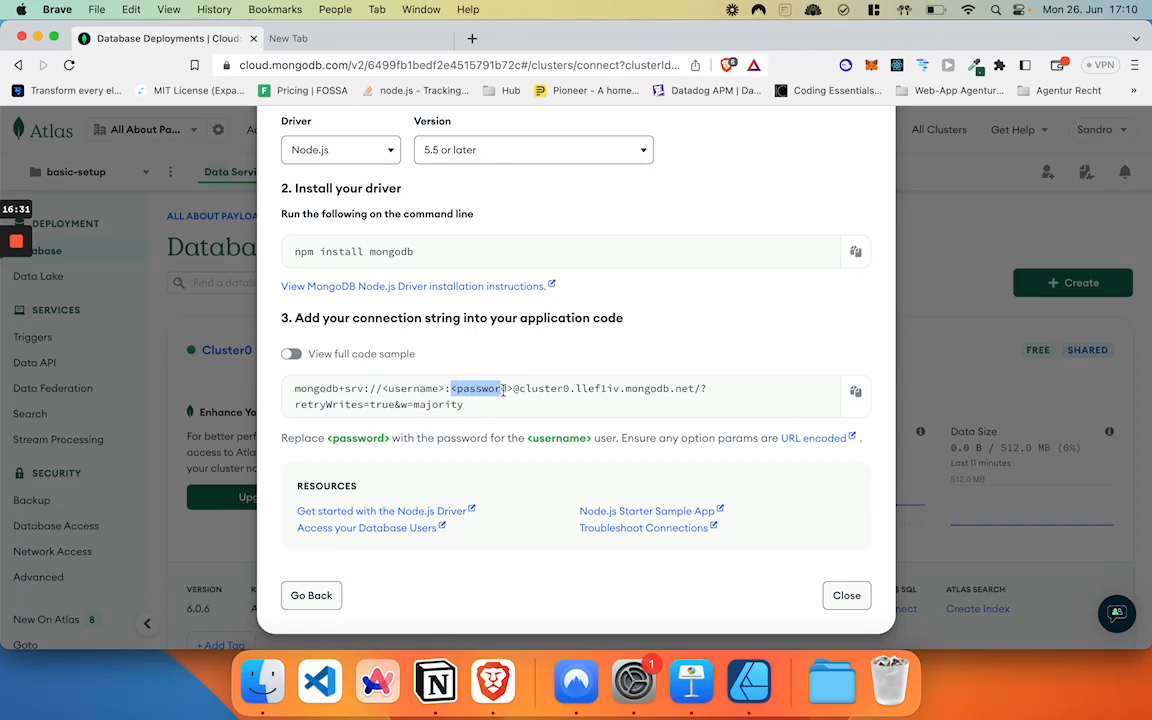 Brave File Edit View History Bookmarks People Tab Window Help Mon 26. Jun 17:10
Database Deployments | Cloud: New Tab
cloud.mongodb.com/v2/6499fb1bedf2e4515791b72c#/clusters/connect?clusterId... VPN
Transform every el... MIT License (Expa... Pricing | FOSSA node.js - Tracking... Hub Pioneer - A home... Datadog APM | Da... Coding Essentials... Web-App Agentur... Agentur Recht »
Atlas All About Pa... All Clusters Get Help Sandro
basic-setup Data Servi
16:31
DEPLOYMENT
abase
Data Lake
SERVICES
Triggers
Data API
Data Federation
Search
Stream Processing
SECURITY
Backup
Database Access
Network Access
Advanced
New On Atlas 8
Goto
ALL ABOUT PAYLOA
Databa
Find a datab
Create
Cluster0
FREE SHARED
Enhance You
For better perfo
access to Atla
your cluster no
Upg
Data Size
0.0 B / 512.0 MB (0%)
Last 11 minutes
512.0 MB
VERSION
6.0.6
+ Add Tag
SQL
nect
ATLAS SEARCH
Create Index
Driver Version
Node.js 5.5 or later
2. Install your driver
Run the following on the command line
npm install mongodb
View MongoDB Node.js Driver installation instructions.
3. Add your connection string into your application code
View full code sample
mongodb+srv://<username>:<password>@cluster0.llef1iv.mongodb.net/?
retryWrites=true&w=majority
Replace <password> with the password for the <username> user. Ensure any option params are URL encoded .
RESOURCES
Get started with the Node.js Driver Node.js Starter Sample App
Access your Database Users Troubleshoot Connections
Go Back Close
1